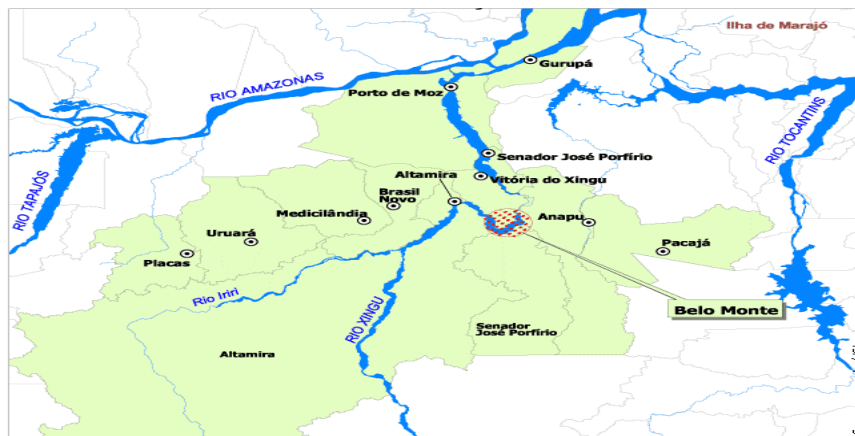 Ilha de Marajó
Gurupá
RIO AMAZONAS
Porto de Moz
RIO TOCANTINS
Senador José Porfírio
RIO TAPAJÓS
Altamira
Vitória do Xingu
Brasil
Novo
Medicilândia
Anapu
Uruará
Pacajá
Placas
Rio Iriri
Belo Monte
RIO XINGU
Senador
José Porfírio
Altamira